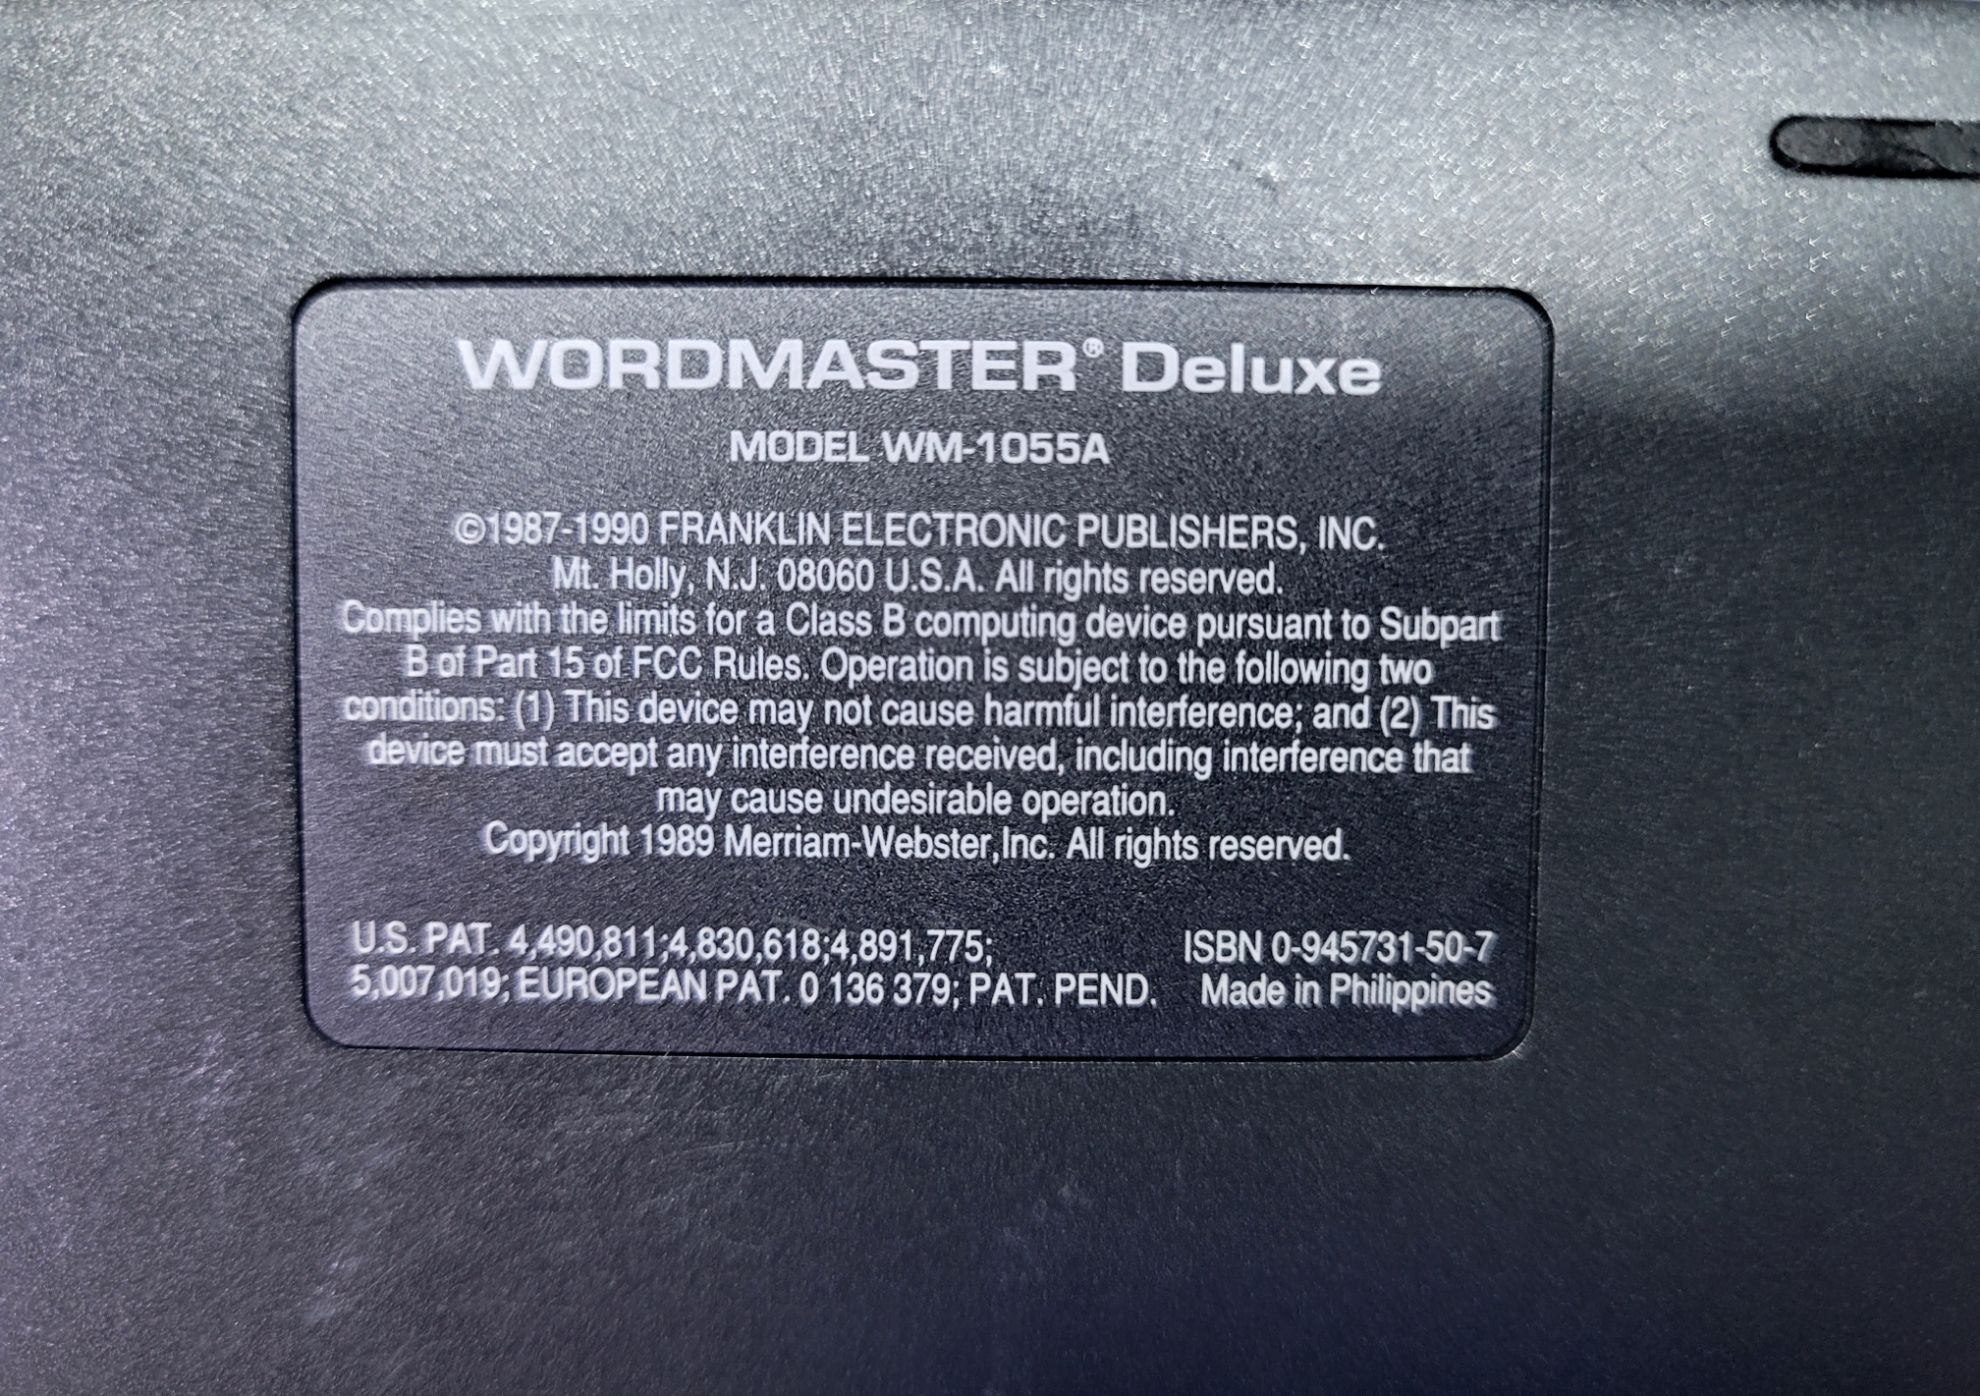 WORDMASTER® Deluxe
MODEL WM-1055A
©1987-1990 FRANKLIN ELECTRONIC PUBLISHERS, INC.
Mt. Holly, N.J. 08060 U.S.A. All rights reserved.
Complies with the limits for a Class B computing device pursuant to Subpart
B of Part 15 of FCC Rules. Operation is subject to the following two
conditions: (1) This device may not cause harmful interference; and (2) This
device must accept any interference received, including interference that
may cause undesirable operation.
Copyright 1989 Merriam-Webster,Inc. All rights reserved.
U.S. PAT. 4,490,811;4,830,618;4,891,775;
5,007,019; EUROPEAN PAT. 0 136 379; PAT. PEND.
ISBN 0-945731-50-7
Made in Philippines